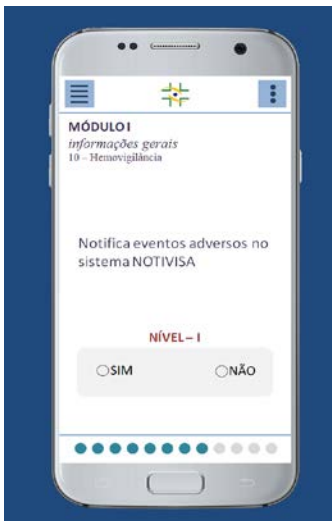 MÓDULO I
informações gerais
10 – Hemovigilância
Notifica eventos adversos no
sistema NOTIVISA
NÍVEL– I
SIM
NÃO